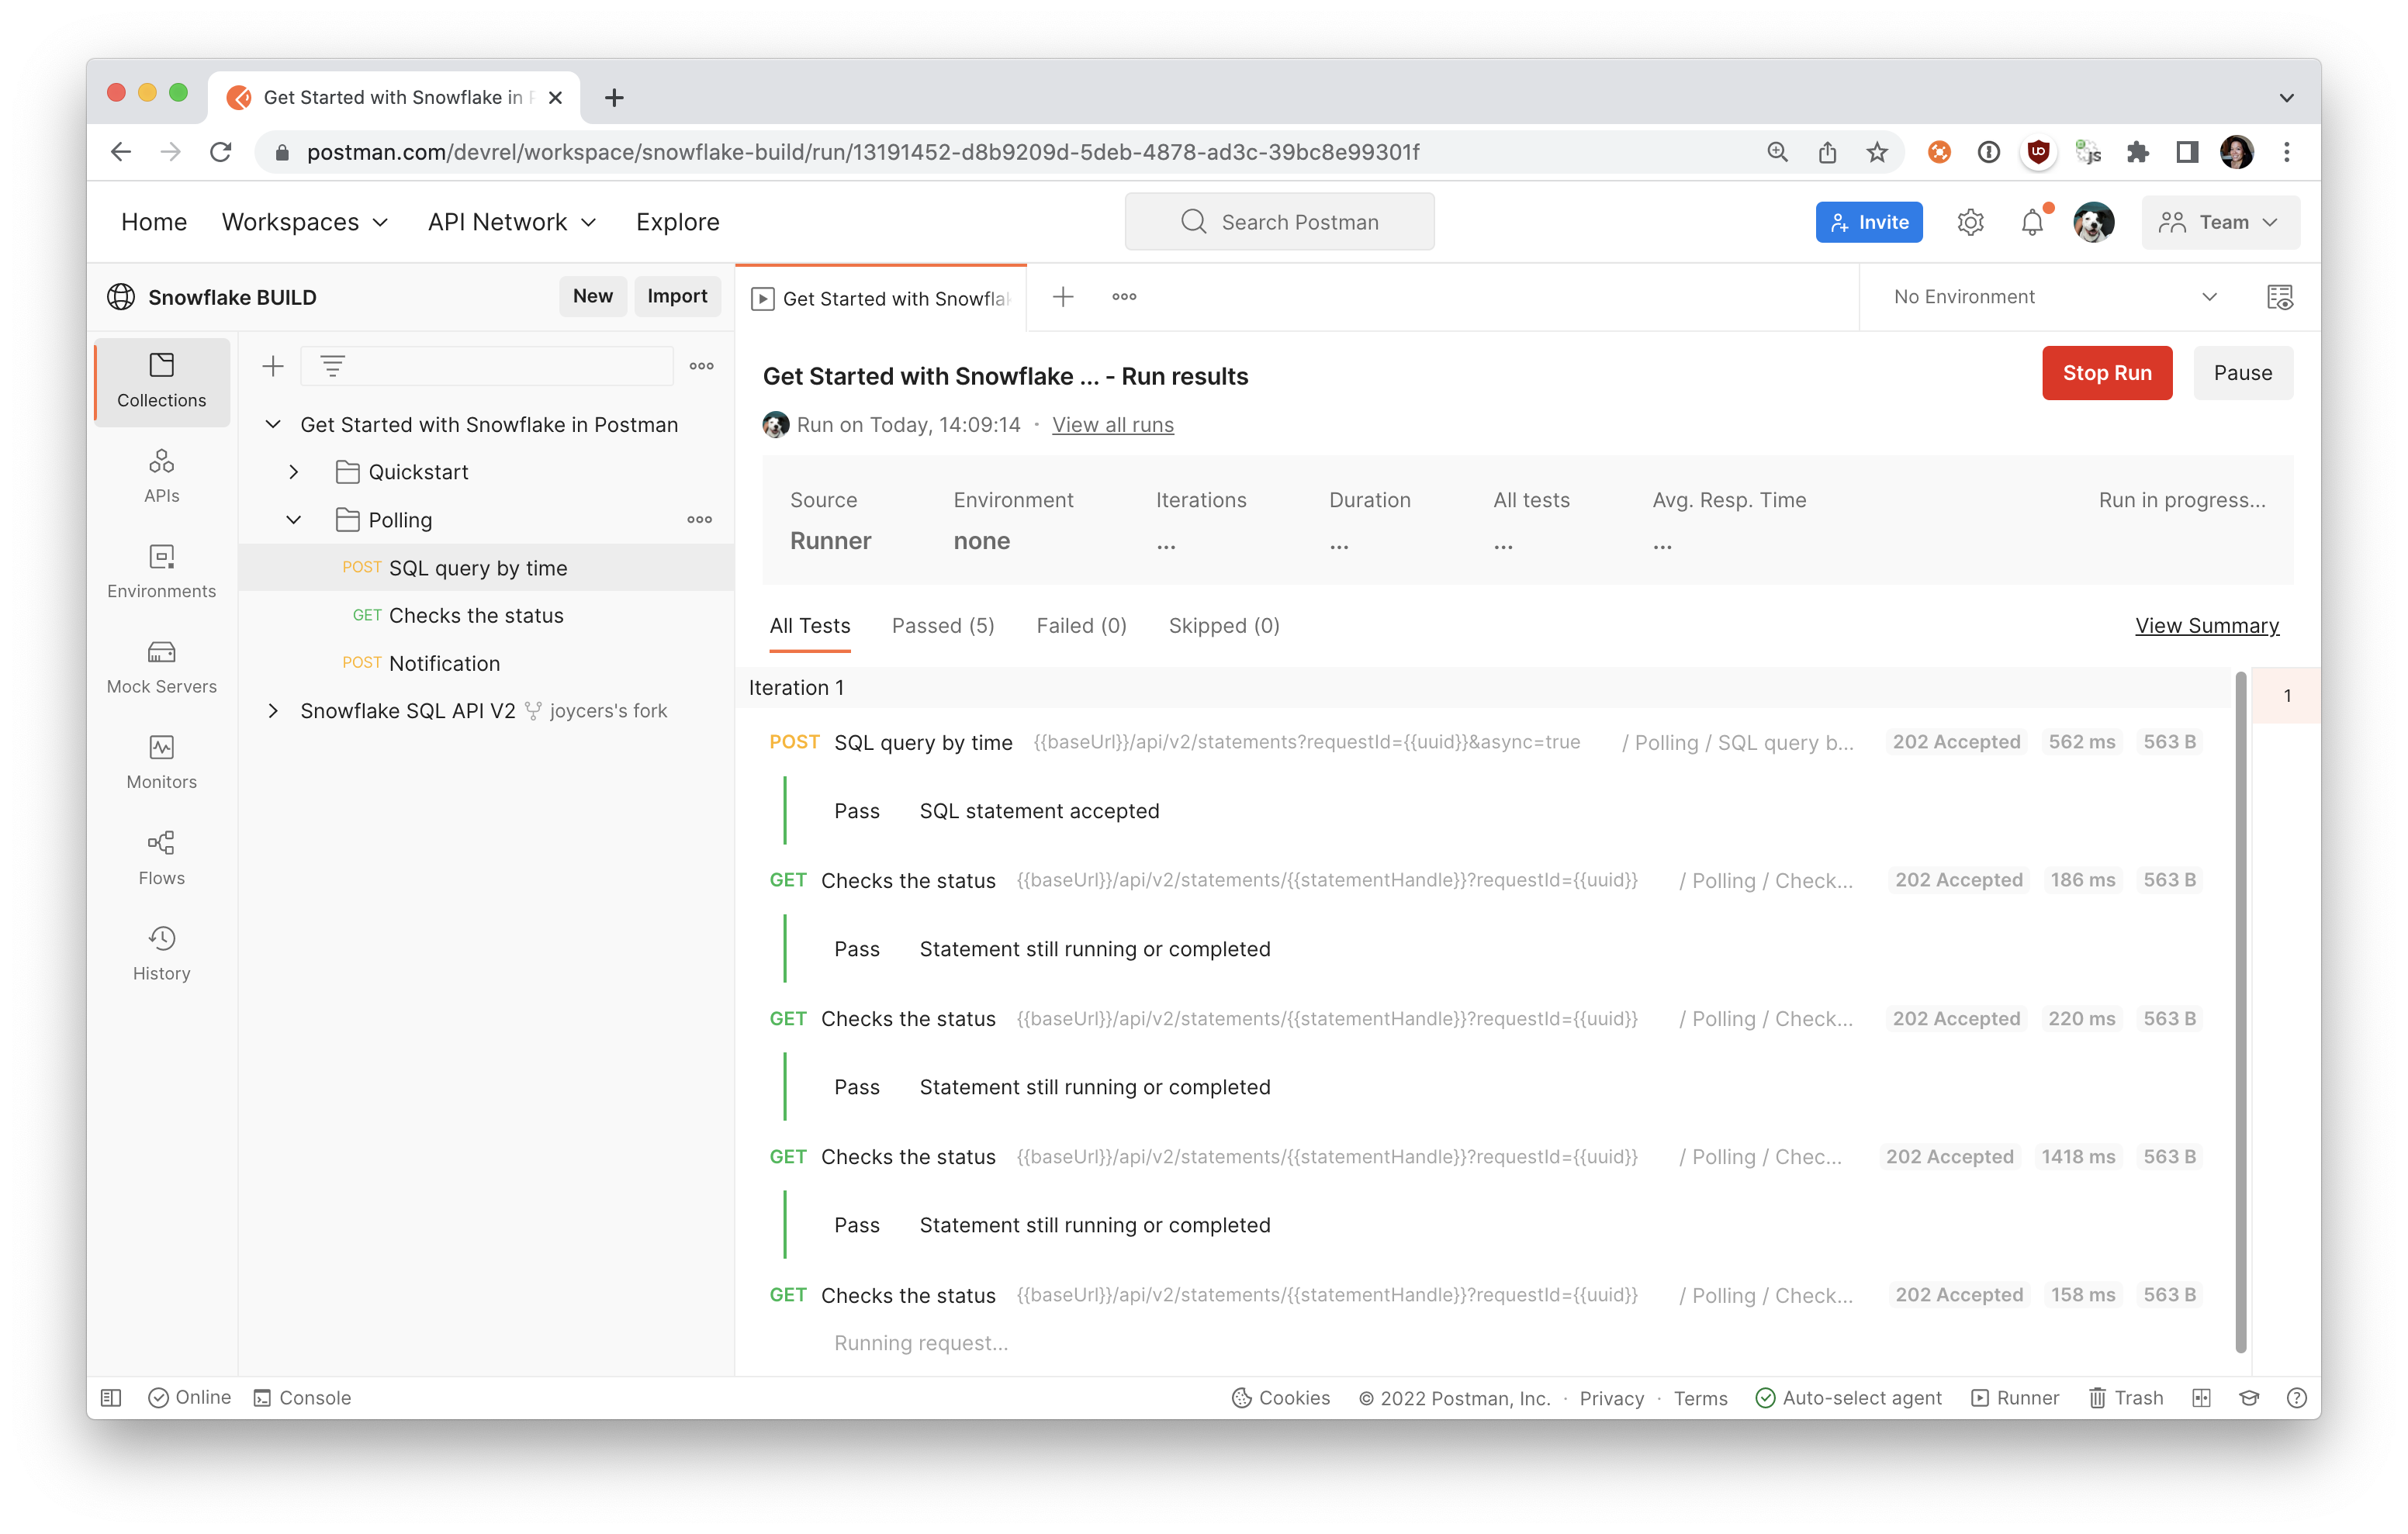 Get Started with Snowflake in
postman.com/devrel/workspace/snowflake-build/run/13191452-d8b9209d-5deb-4878-ad3c-39bc8e99301f
Home Workspaces API Network Explore Search Postman Invite Team
Snowflake BUILD New Import Get Started with Snowfla No Environment
Collections
APIs
Environments
Mock Servers
Monitors
Flows
History
Get Started with Snowflake in Postman
Quickstart
Polling
POST SQL query by time
GET Checks the status
POST Notification
Snowflake SQL API V2 joycers's fork
Get Started with Snowflake ... - Run results Stop Run Pause
Run on Today, 14:09:14 · View all runs
Source Environment Iterations Duration All tests Avg. Resp. Time Run in progress...
Runner none ... ... ... ...
All Tests Passed (5) Failed (0) Skipped (0) View Summary
Iteration 1 1
POST SQL query by time {{baseUrl}}/api/v2/statements?requestId={{uuid}}&async=true / Polling / SQL query b... 202 Accepted 562 ms 563 B
Pass SQL statement accepted
GET Checks the status {{baseUrl}}/api/v2/statements/{{statementHandle}}?requestId={{uuid}} / Polling / Check... 202 Accepted 186 ms 563 B
Pass Statement still running or completed
GET Checks the status {{baseUrl}}/api/v2/statements/{{statementHandle}}?requestId={{uuid}} / Polling / Check... 202 Accepted 220 ms 563 B
Pass Statement still running or completed
GET Checks the status {{baseUrl}}/api/v2/statements/{{statementHandle}}?requestId={{uuid}} / Polling / Chec... 202 Accepted 1418 ms 563 B
Pass Statement still running or completed
GET Checks the status {{baseUrl}}/api/v2/statements/{{statementHandle}}?requestId={{uuid}} / Polling / Check... 202 Accepted 158 ms 563 B
Running request...
Online Console Cookies © 2022 Postman, Inc. · Privacy · Terms Auto-select agent Runner Trash